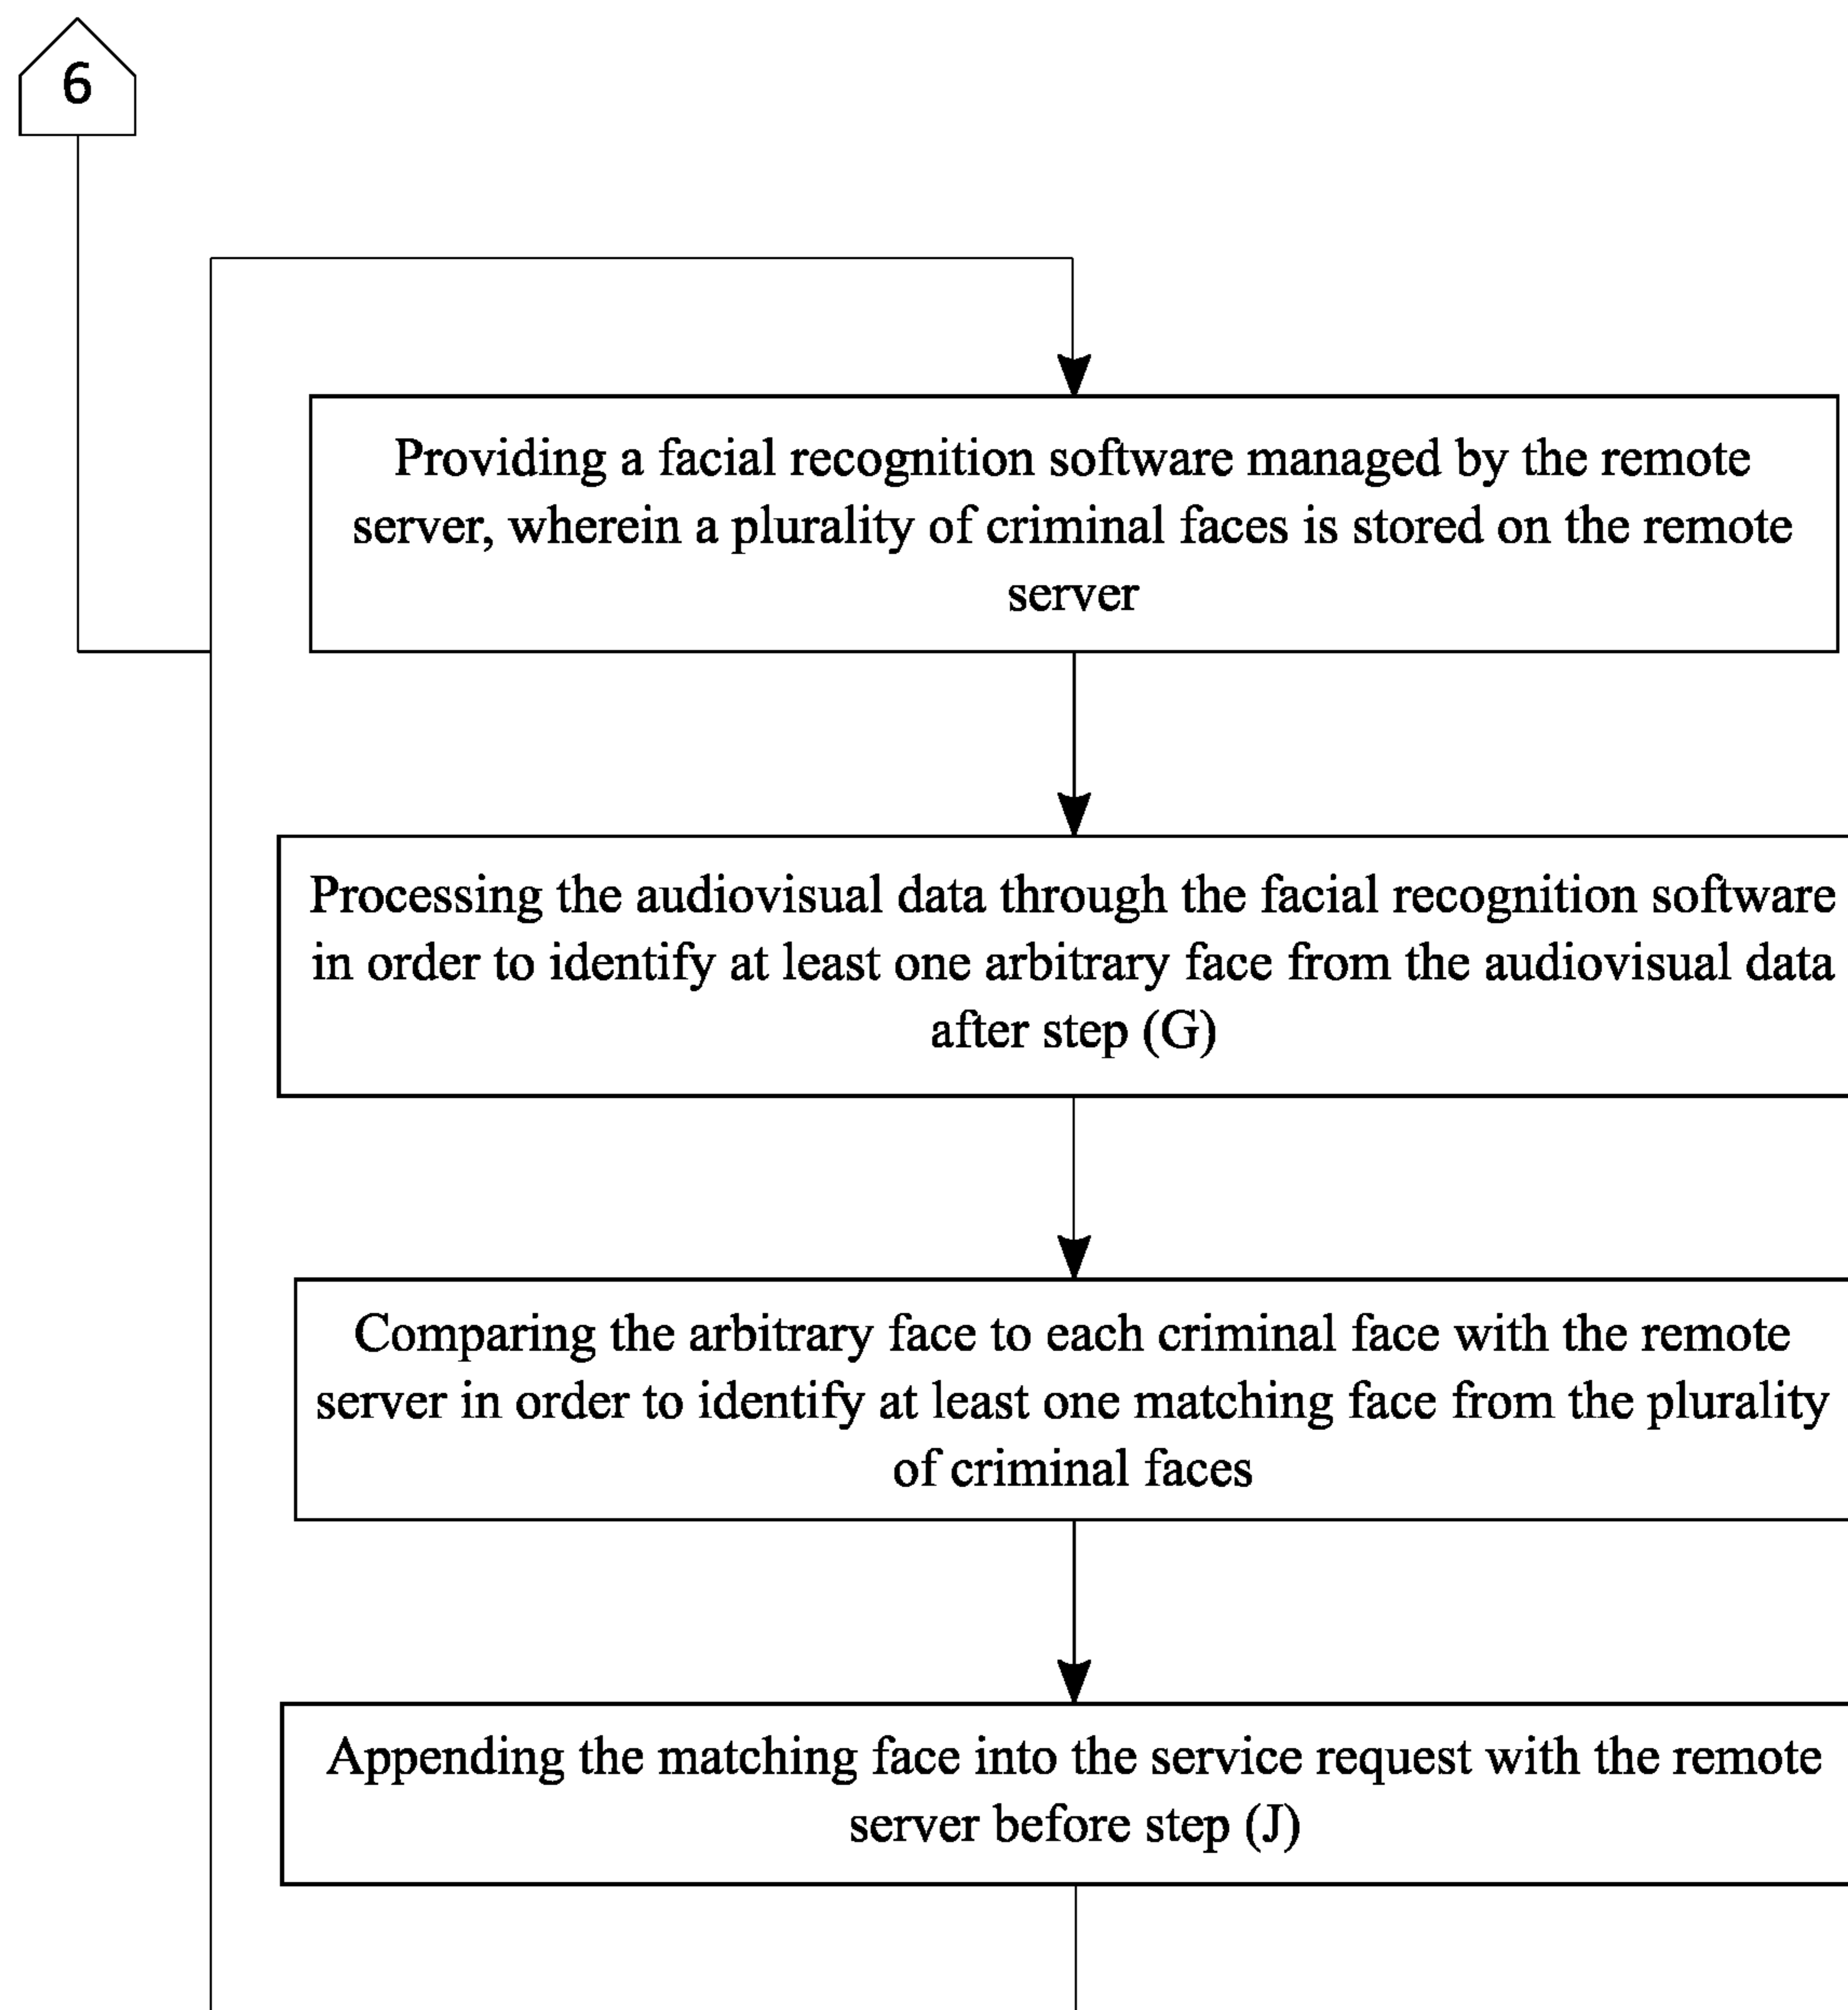 6
Providing a facial recognition software managed by the remote
server, wherein a plurality of criminal faces is stored on the remote
server
Processing the audiovisual data through the facial recognition software
in order to identify at least one arbitrary face from the audiovisual data
after step (G)
Comparing the arbitrary face to each criminal face with the remote
server in order to identify at least one matching face from the plurality
of criminal faces
Appending the matching face into the service request with the remote
server before step (J)